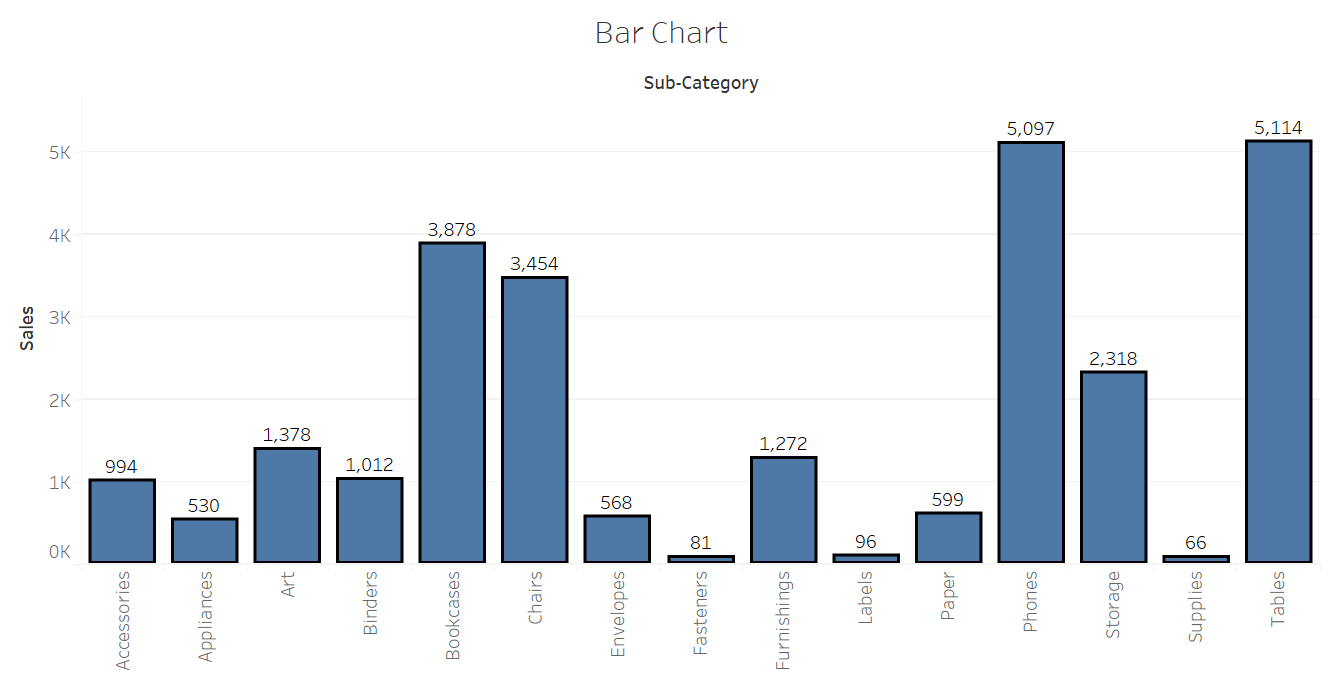 Bar Chart
Sub-Category
Sales
5K
4K
3K
2K
1K
0K
994
530
1,378
1,012
3,878
3,454
568
81
1,272
96
599
5,097
2,318
66
5,114
Accessories
Appliances
Art
Binders
Bookcases
Chairs
Envelopes
Fasteners
Furnishings
Labels
Paper
Phones
Storage
Supplies
Tables